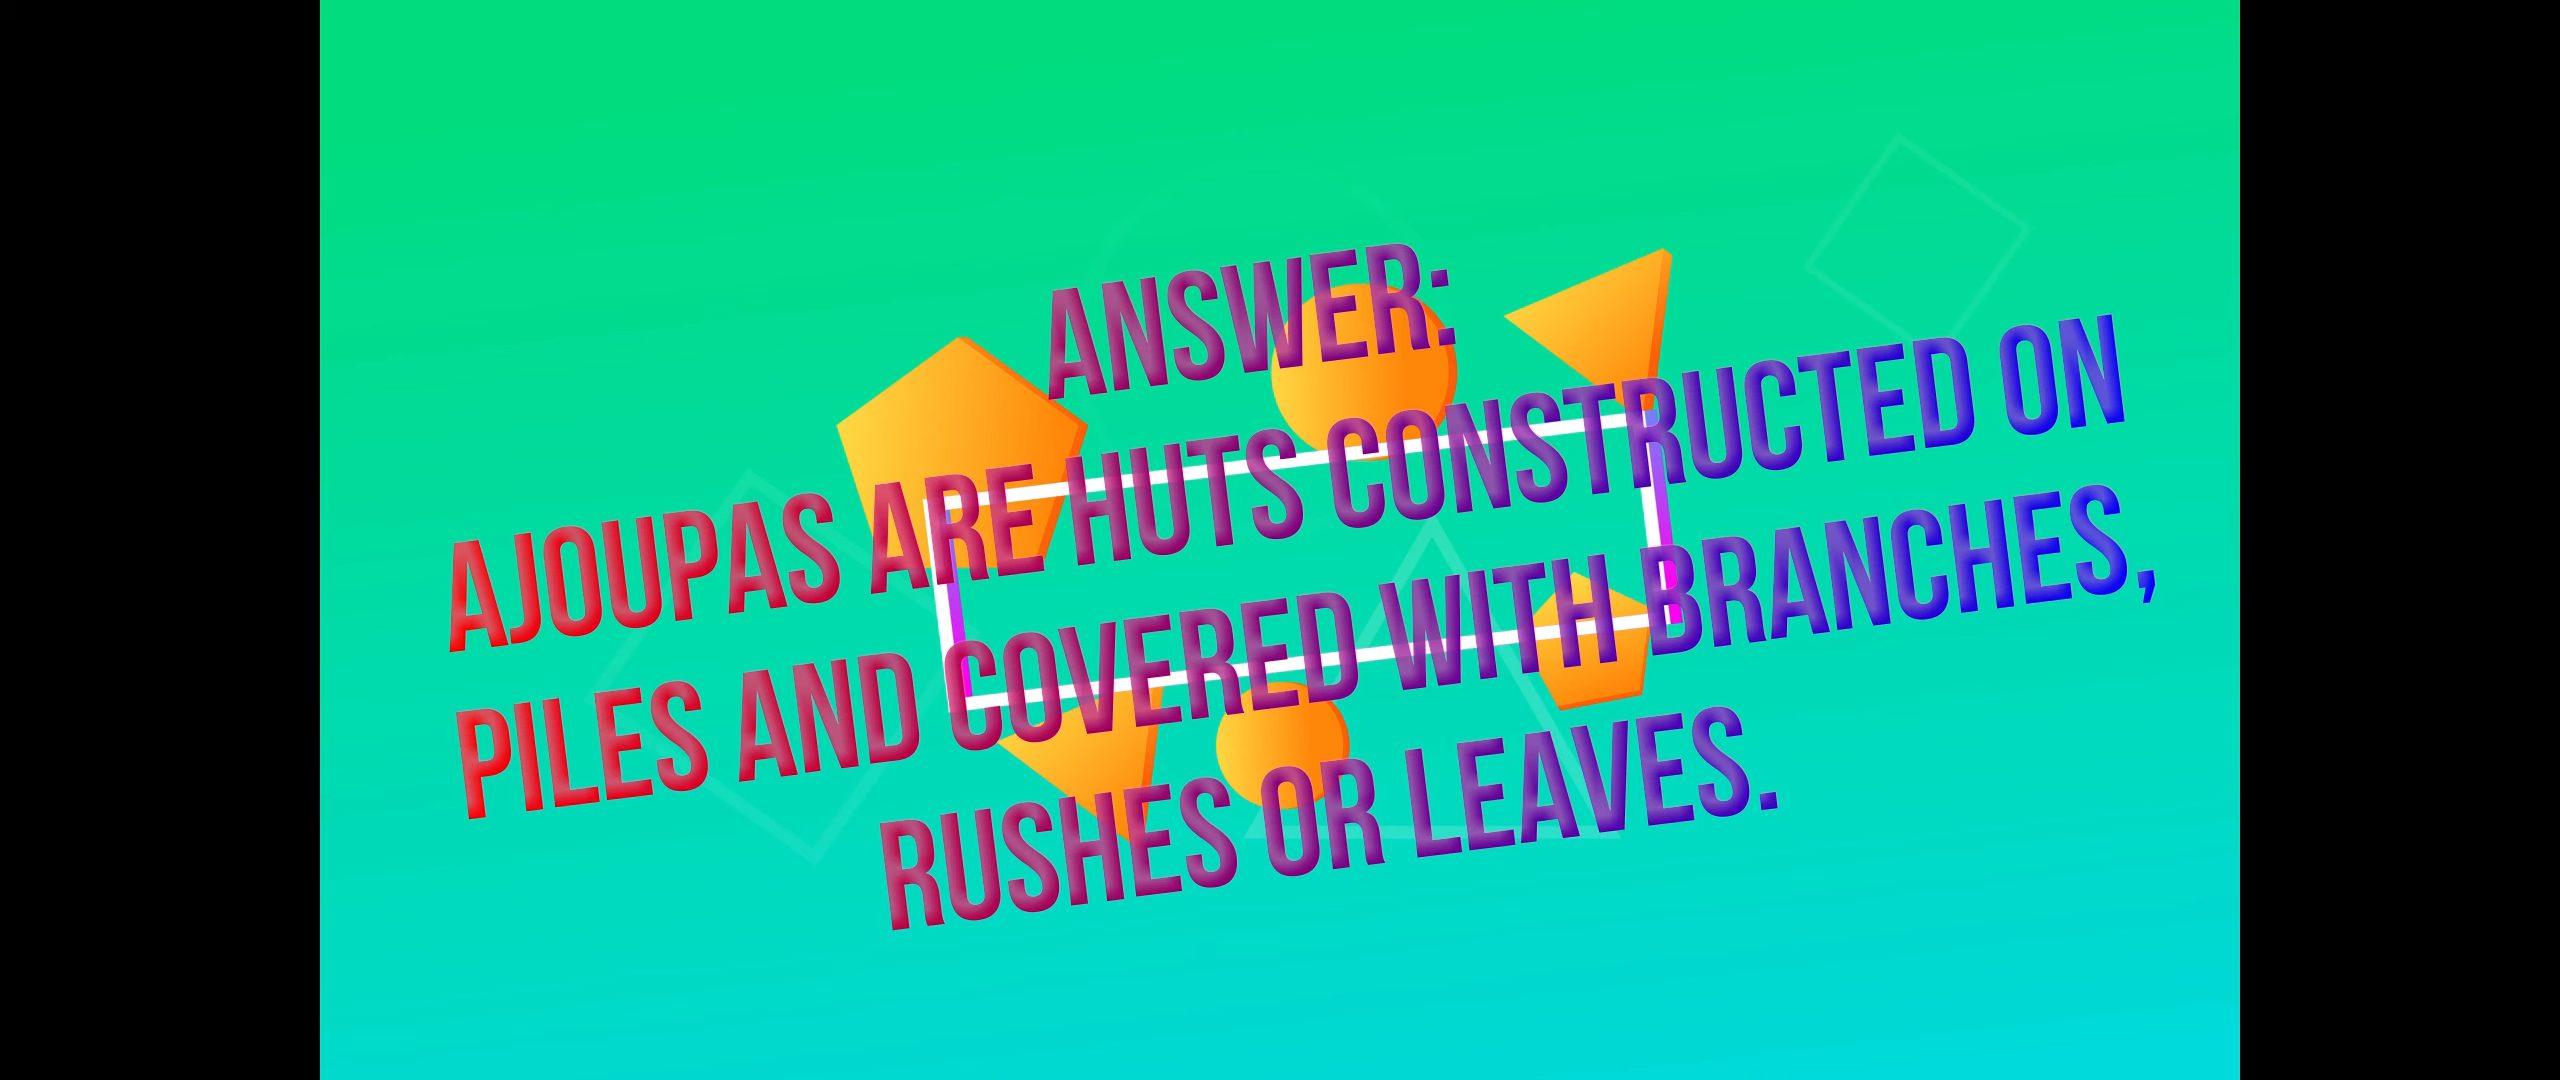 ANSWER:
AJOUPAS ARE HUTS CONSTRUCTED ON
PILES AND COVERED WITH BRANCHES,
RUSHES OR LEAVES.